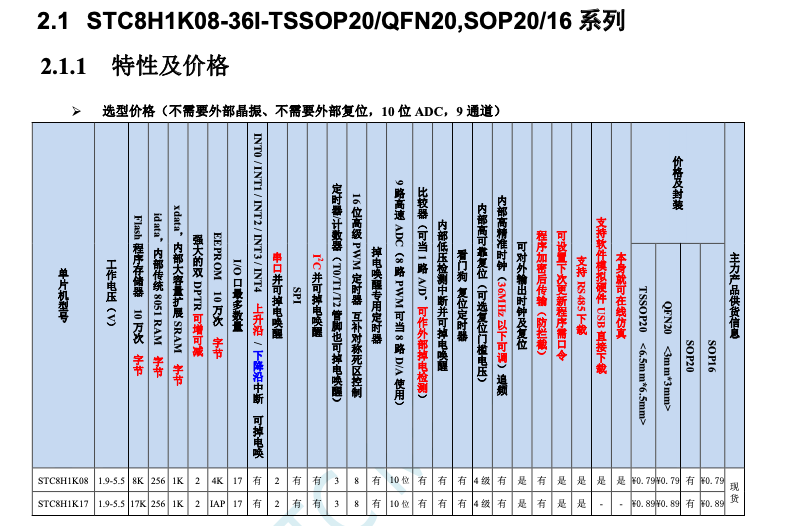 2.1 STC8H1K08-36I-TSSOP20/QFN20,SOP20/16 系列
2.1.1 特性及价格
➢ 选型价格（不需要外部晶振、不需要外部复位，10 位 ADC，9 通道）
单片机型号
工作电压（V）
Flash 程序存储器 10 万次 字节
idata，内部传统 8051 RAM 字节
xdata，内部大容量扩展 SRAM 字节
强大的双 DPTR 可增可减
EEPROM 10 万次 字节
I/O 口最多数量
INT0 / INT1 / INT2 / INT3 / INT4 上升沿 / 下降沿中断 可掉电唤
串口并可掉电唤醒
SPI
I²C 并可掉电唤醒
定时器/计数器（T0/T1/T2 管脚也可掉电唤醒）
16 位高级 PWM 定时器 互补对称死区控制
掉电唤醒专用定时器
9 路高速 ADC（8 路 PWM 可当 8 路 D/A 使用）
比较器（可当 1 路 A/D，可作外部掉电检测）
内部低压检测中断并可掉电唤醒
看门狗 复位定时器
内部高可靠复位（可选复位门槛电压）
内部高精准时钟（36MHz 以下可调）追频
可对外输出时钟及复位
程序加密后传输（防拦截）
可设置下次更新程序需口令
支持 RS485 下载
支持软件模拟硬件 USB 直接下载
本身就可在线仿真
价格及封装
TSSOP20 <6.5mm*6.5mm>
QFN20 <3mm*3mm>
SOP20
SOP16
主力产品供货信息
STC8H1K08 1.9-5.5 8K 256 1K 2 4K 17 有 2 有 有 3 8 有 10 位 有 有 有 4 级 有 是 有 是 是 是 是 ¥0.79 ¥0.79 有 ¥0.79 现货
STC8H1K17 1.9-5.5 17K 256 1K 2 IAP 17 有 2 有 有 3 8 有 10 位 有 有 有 4 级 有 是 有 是 是 - - ¥0.89 ¥0.89 有 ¥0.89